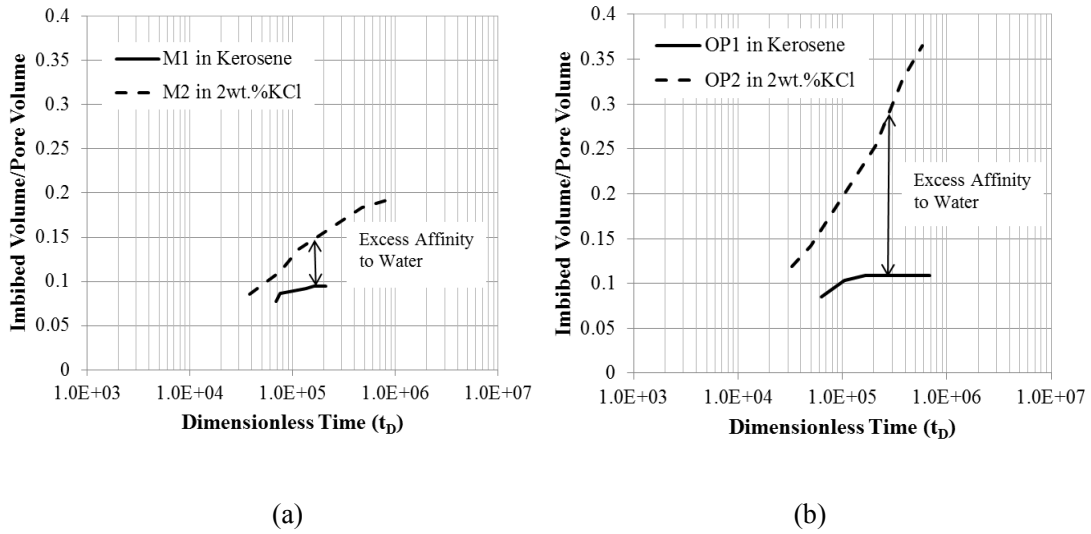 0.4
0.35
0.3
0.25
0.2
0.15
0.1
0.05
0
Imbibed Volume/Pore Volume
M1 in Kerosene
M2 in 2wt.%KCl
Excess Affinity
to Water
1.0E+03 1.0E+04 1.0E+05 1.0E+06 1.0E+07
Dimensionless Time (tD)
(a)
0.4
0.35
0.3
0.25
0.2
0.15
0.1
0.05
0
Imbibed Volume/Pore Volume
OP1 in Kerosene
OP2 in 2wt.%KCl
Excess Affinity
to Water
1.0E+03 1.0E+04 1.0E+05 1.0E+06 1.0E+07
Dimensionless Time (tD)
(b)